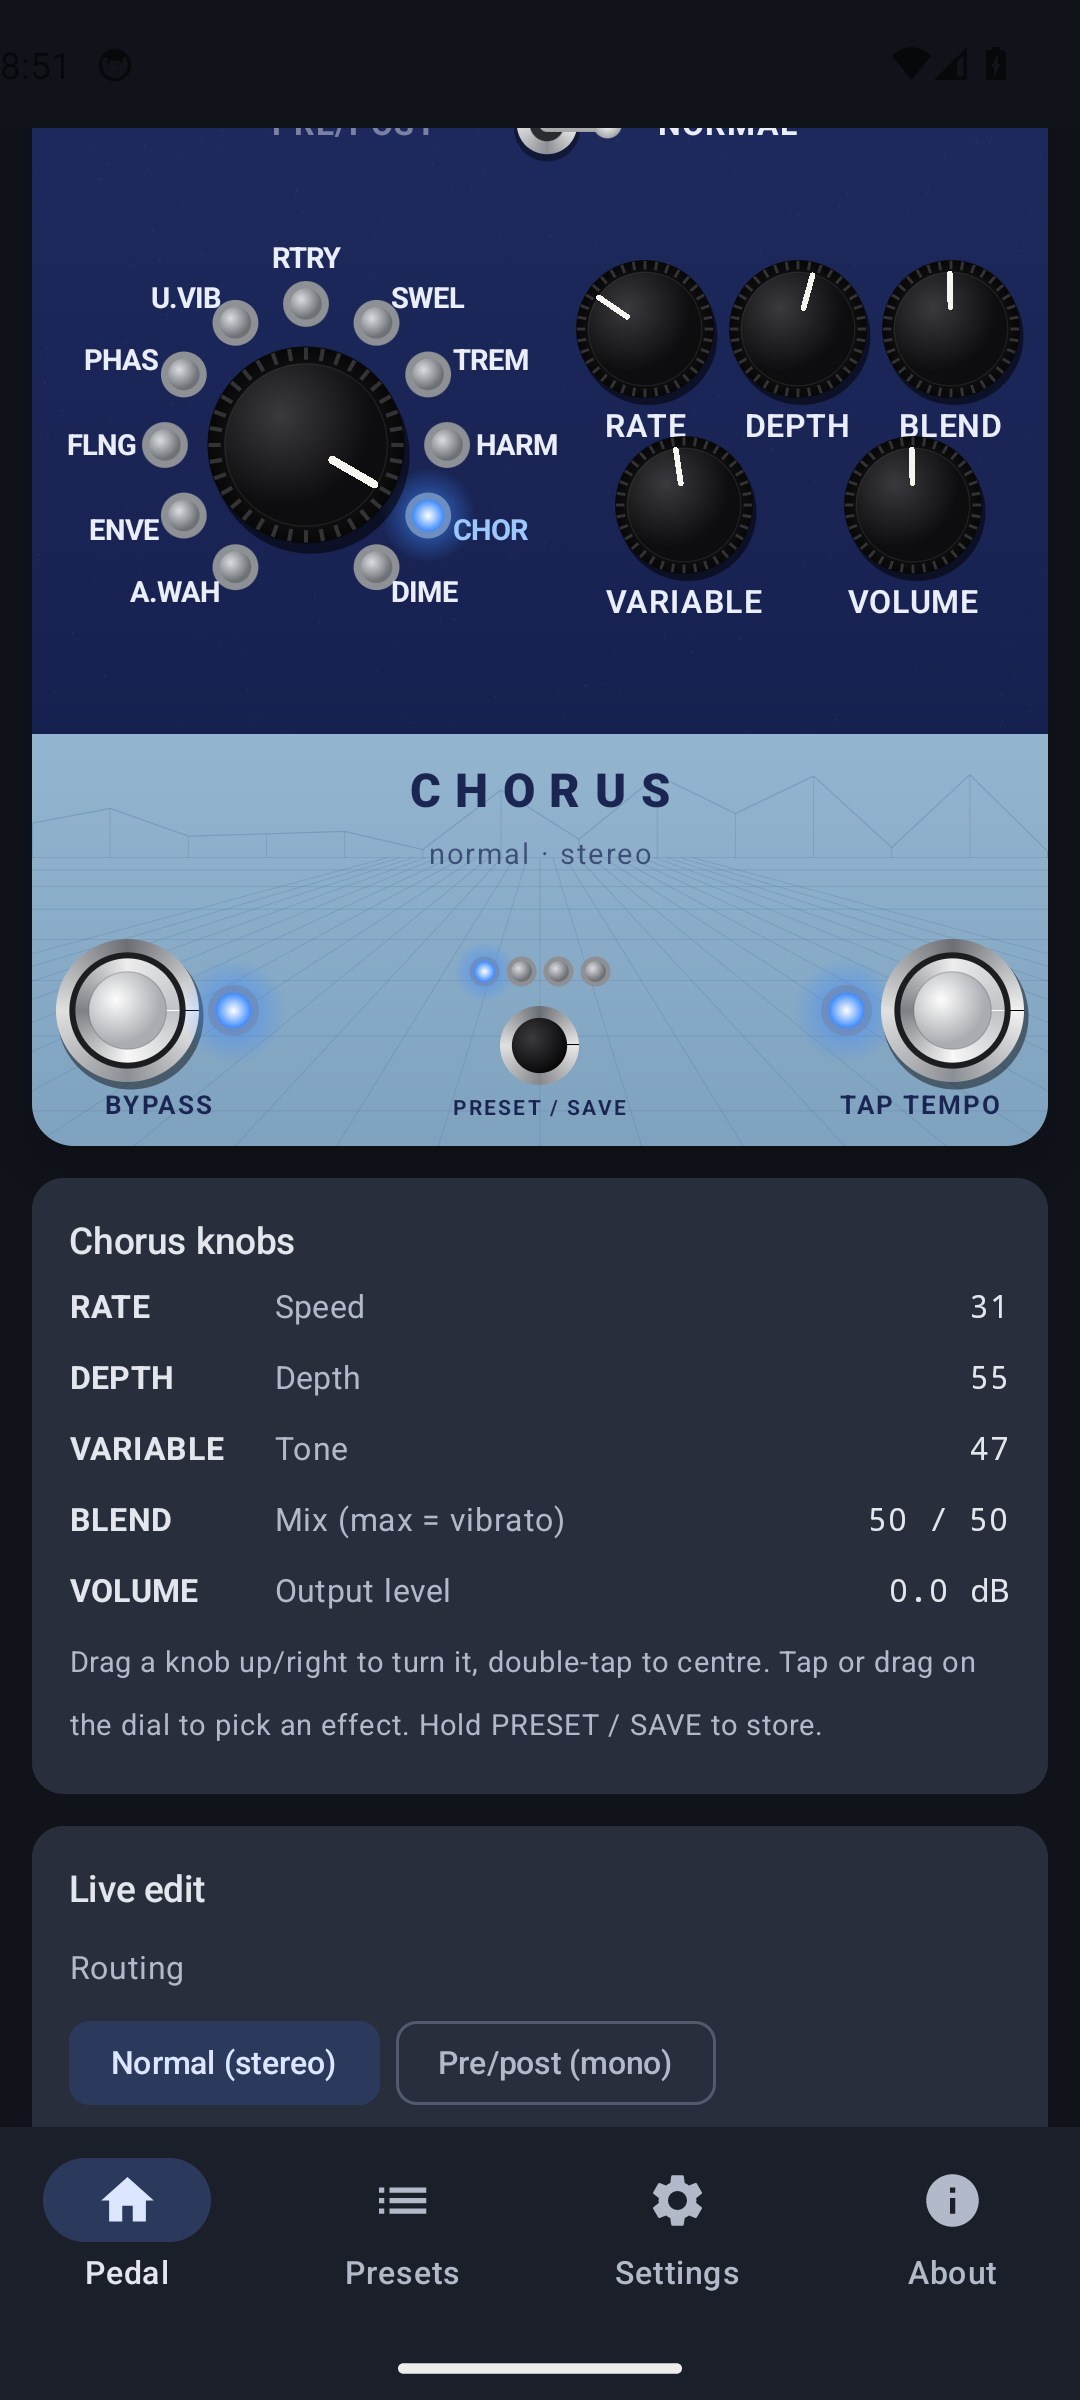 8:51
PRE/POST
NORMAL
RTRY
U.VIB
SWEL
PHAS
TREM
FLNG
HARM
ENVE
CHOR
A.WAH
DIME
RATE
DEPTH
BLEND
VARIABLE
VOLUME
CHORUS
normal · stereo
BYPASS
PRESET / SAVE
TAP TEMPO
Chorus knobs
RATE Speed 31
DEPTH Depth 55
VARIABLE Tone 47
BLEND Mix (max = vibrato) 50 / 50
VOLUME Output level 0.0 dB
Drag a knob up/right to turn it, double-tap to centre. Tap or drag on
the dial to pick an effect. Hold PRESET / SAVE to store.
Live edit
Routing
Normal (stereo)
Pre/post (mono)
Pedal
Presets
Settings
About